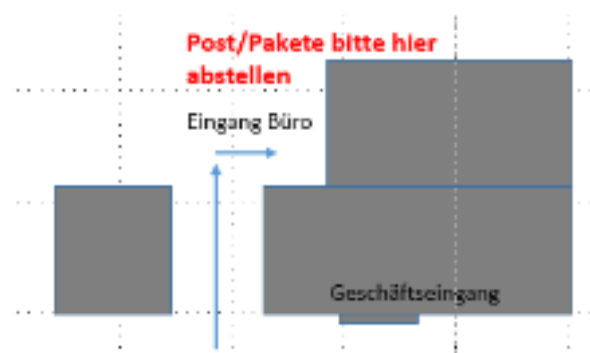 Post/Pakete bitte hier
abstellen
Eingang Büro
Geschäftseingang